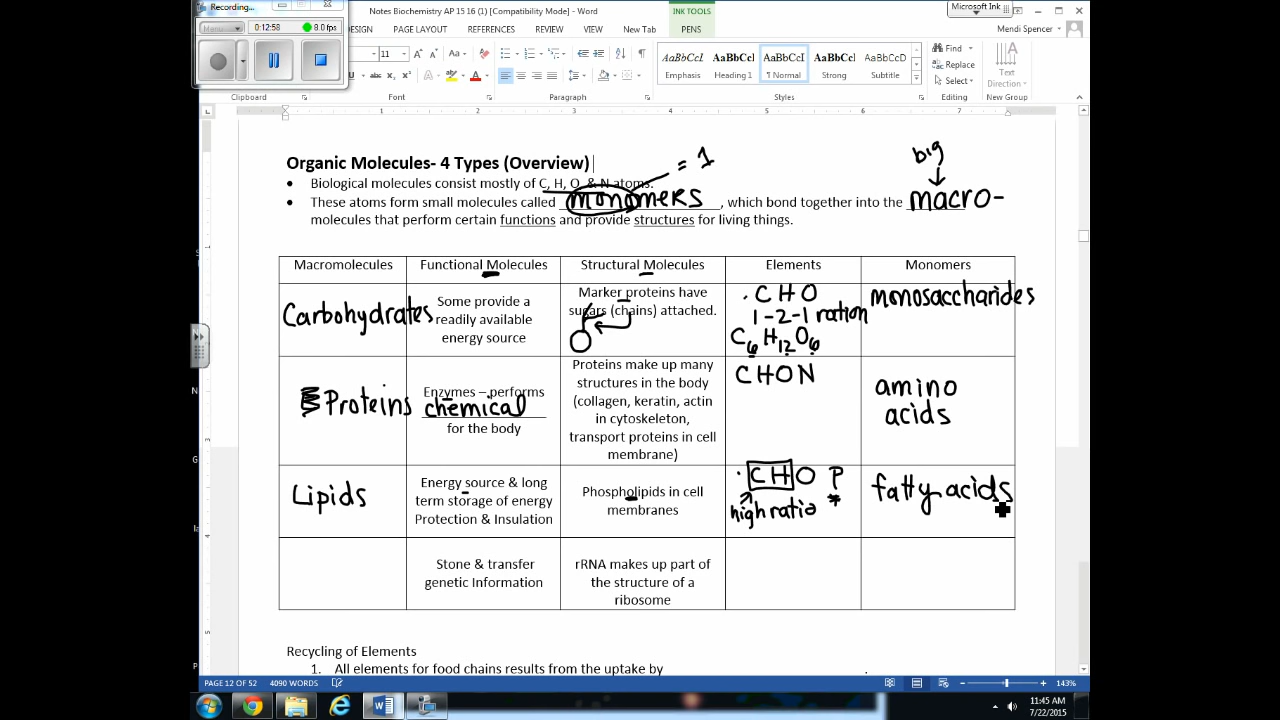 Recording...
0:12:58
8.0 fps
Notes Biochemistry AP 15 16 (1) [Compatibility Mode] - Word
INK TOOLS
Microsoft Ink
DESIGN PAGE LAYOUT REFERENCES REVIEW VIEW New Tab PENS
Mendi Spencer
11
AaBbCcI AaBbCc AaBbCcI AaBbCcI AaBbCcD
Emphasis Heading 1 ¶ Normal Strong Subtitle
Find
Replace
Select
Text
Direction
Clipboard Font Paragraph Styles Editing New Group
Organic Molecules- 4 Types (Overview)
= 1
big
Biological molecules consist mostly of C, H, O, & N atoms.
These atoms form small molecules called monomers, which bond together into the macro-
molecules that perform certain functions and provide structures for living things.
Macromolecules Functional Molecules Structural Molecules Elements Monomers
Carbohydrates
Some provide a
readily available
energy source
Marker proteins have
sugars (chains) attached.
C H O
1-2-1 ration
C6 H12 O6
monosaccharides
Proteins
Enzymes – performs
chemical
for the body
Proteins make up many
structures in the body
(collagen, keratin, actin
in cytoskeleton,
transport proteins in cell
membrane)
CHON
amino
acids
Lipids
Energy source & long
term storage of energy
Protection & Insulation
Phospholipids in cell
membranes
CHO P
*
high ratio
fatty acids
Stone & transfer
genetic Information
rRNA makes up part of
the structure of a
ribosome
Recycling of Elements
1. All elements for food chains results from the uptake by .
PAGE 12 OF 52 4090 WORDS
143%
11:45 AM
7/22/2015